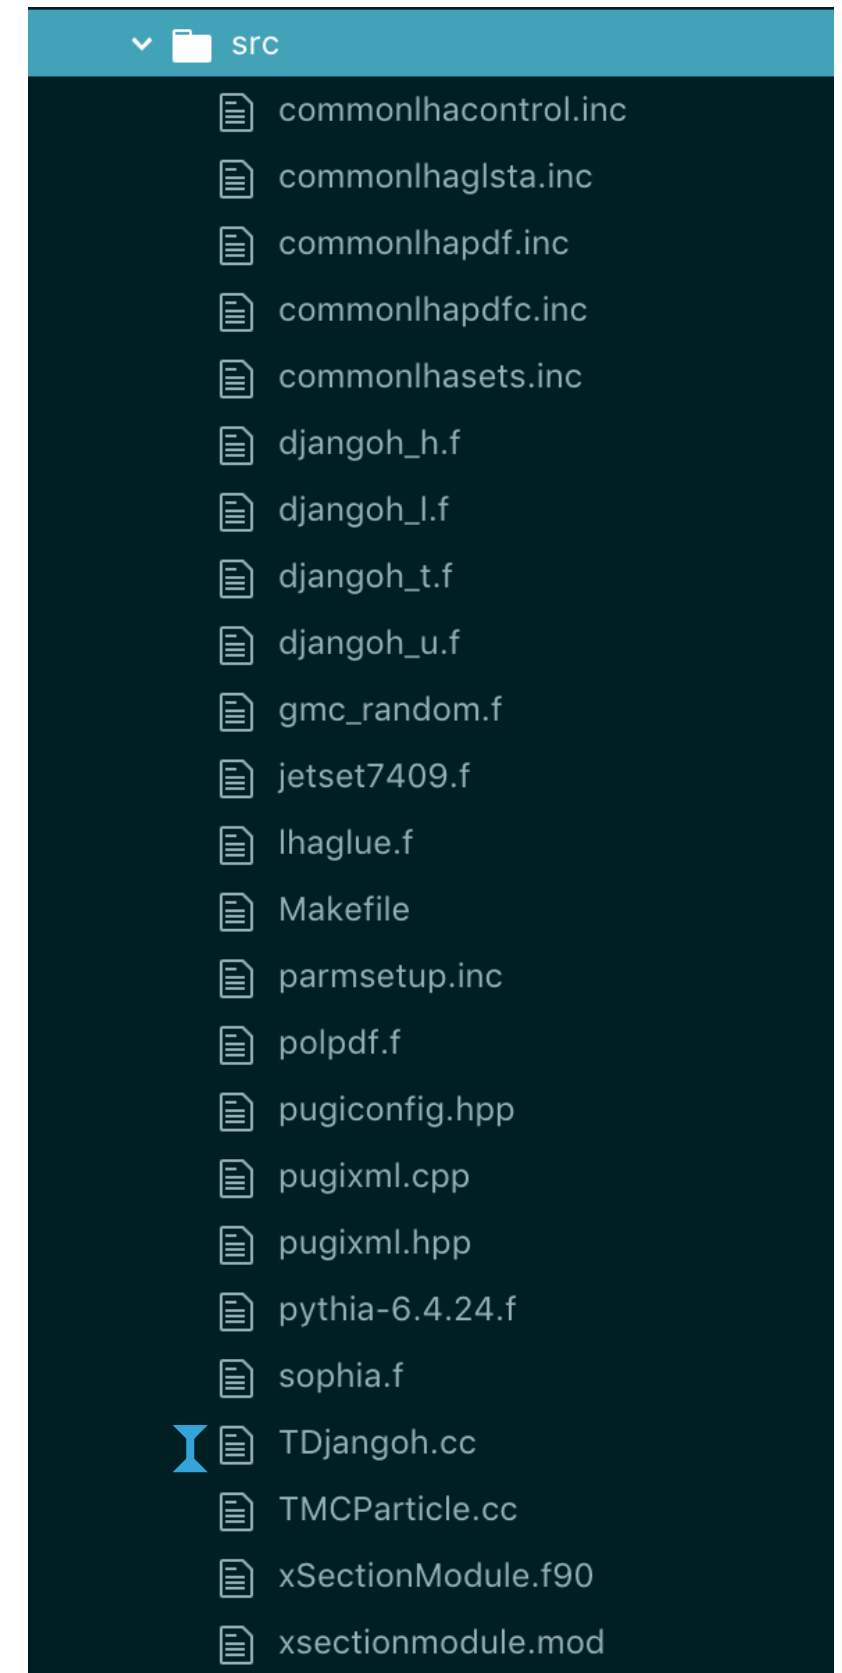 src
commonlhacontrol.inc
commonlhaglsta.inc
commonlhapdf.inc
commonlhapdfc.inc
commonlhasets.inc
djangoh_h.f
djangoh_l.f
djangoh_t.f
djangoh_u.f
gmc_random.f
jetset7409.f
lhaglue.f
Makefile
parmsetup.inc
polpdf.f
pugiconfig.hpp
pugixml.cpp
pugixml.hpp
pythia-6.4.24.f
sophia.f
TDjangoh.cc
TMCParticle.cc
xSectionModule.f90
xsectionmodule.mod